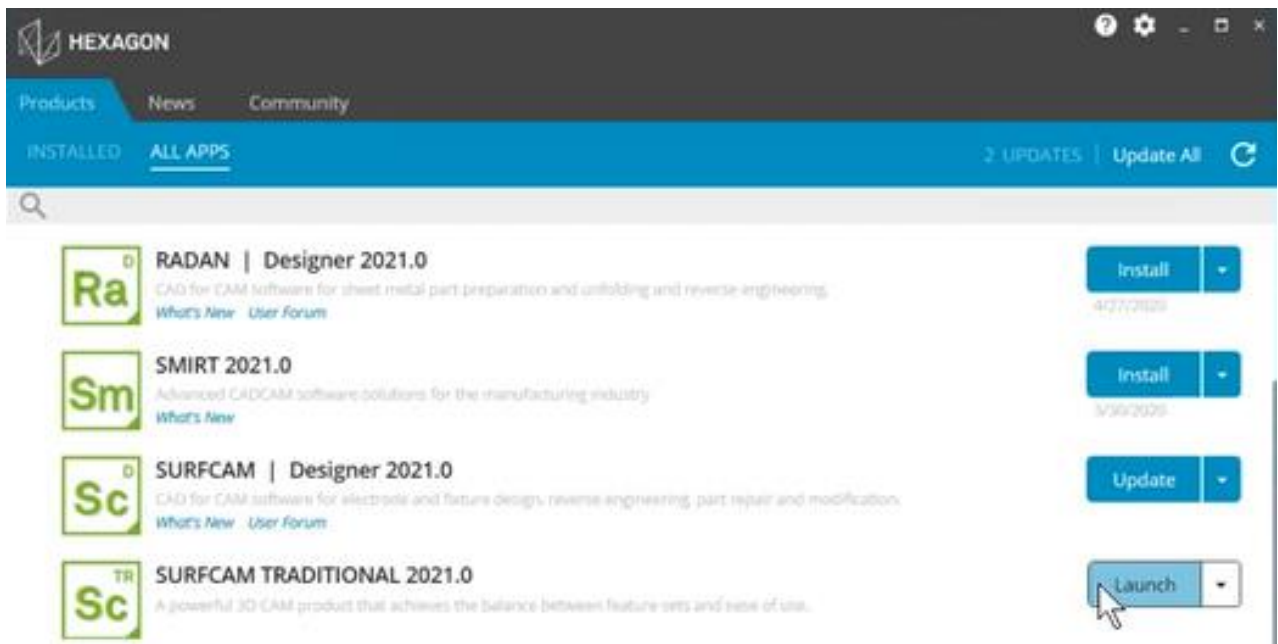 HEXAGON
Products News Community
INSTALLED ALL APPS 2 UPDATES | Update All
Ra D
RADAN | Designer 2021.0
CAD for CAM software for sheet metal part preparation and unfolding and reverse engineering.
What's New User Forum
Install
4/27/2020
Sm
SMIRT 2021.0
Advanced CADCAM software solutions for the manufacturing industry
What's New
Install
3/30/2020
Sc D
SURFCAM | Designer 2021.0
CAD for CAM software for electrode and fixture design, reverse engineering, part repair and modification.
What's New User Forum
Update
Sc TR
SURFCAM TRADITIONAL 2021.0
A powerful 3D CAM product that achieves the balance between feature sets and ease of use.
Launch